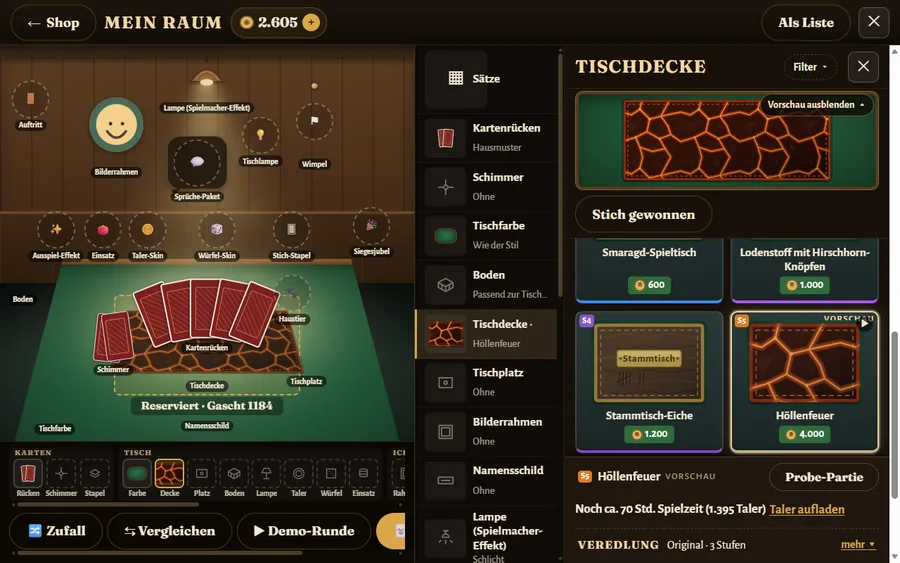 ← Shop
MEIN RAUM
2.605 +
Als Liste
Auftritt
Bilderrahmen
Lampe (Spielmacher-Effekt)
Sprüche-Paket
Tischlampe
Wimpel
Ausspiel-Effekt
Einsatz
Taler-Skin
Würfel-Skin
Stich-Stapel
Siegesjubel
Boden
Haustier
Kartenrücken
Schimmer
Tischdecke
Tischplatz
Reserviert · Gascht 1184
Namensschild
Tischfarbe
KARTEN
Rücken
Schimmer
Stapel
TISCH
Farbe
Decke
Platz
Boden
Lampe
Taler
Würfel
Einsatz
Zufall
Vergleichen
Demo-Runde
Sätze
Kartenrücken
Hausmuster
Schimmer
Ohne
Tischfarbe
Wie der Stil
Boden
Passend zur Tisch…
Tischdecke ·
Höllenfeuer
Tischplatz
Ohne
Bilderrahmen
Ohne
Namensschild
Ohne
Lampe
(Spielmacher-
Effekt)
Schlicht
TISCHDECKE
Filter
Vorschau ausblenden
Stich gewonnen
Smaragd-Spieltisch
600
Lodenstoff mit Hirschhorn-
Knöpfen
1.000
S4
Stammtisch
Stammtisch-Eiche
1.200
S5
Höllenfeuer
4.000
S5
Höllenfeuer VORSCHAU
Probe-Partie
Noch ca. 70 Std. Spielzeit (1.395 Taler) Taler aufladen
VEREDLUNG Original · 3 Stufen
mehr